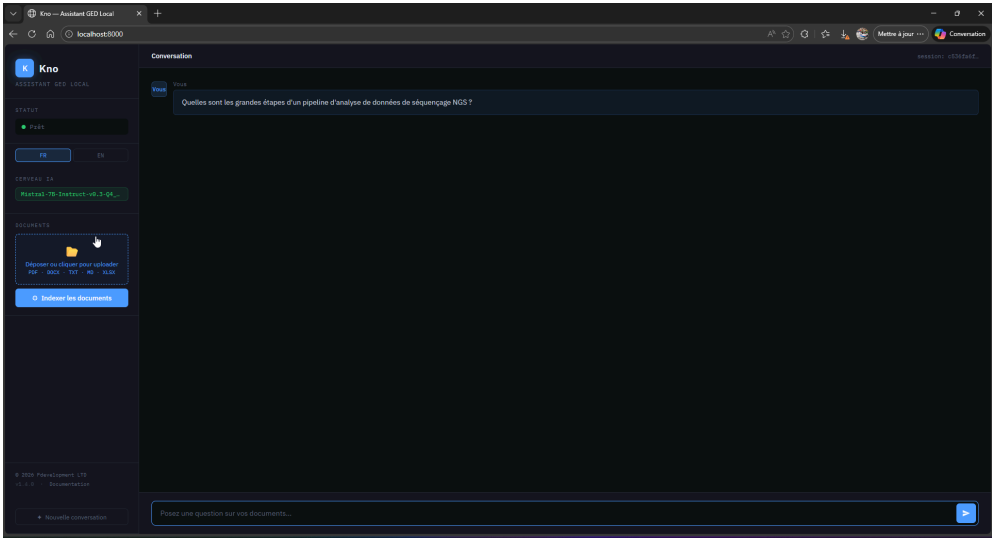 Kno — Assistant GED Local
localhost:8000
Mettre à jour
Conversation
K Kno
ASSISTANT GED LOCAL
STATUT
Prêt
FR EN
CERVEAU IA
Mistral-7B-Instruct-v0.3-Q4_…
DOCUMENTS
Déposer ou cliquer pour uploader
PDF · DOCX · TXT · MD · XLSX
Indexer les documents
Documentation
Nouvelle conversation
Conversation
session:
Vous
Vous
Quelles sont les grandes étapes d'un pipeline d'analyse de données de séquençage NGS ?
Posez une question sur vos documents...